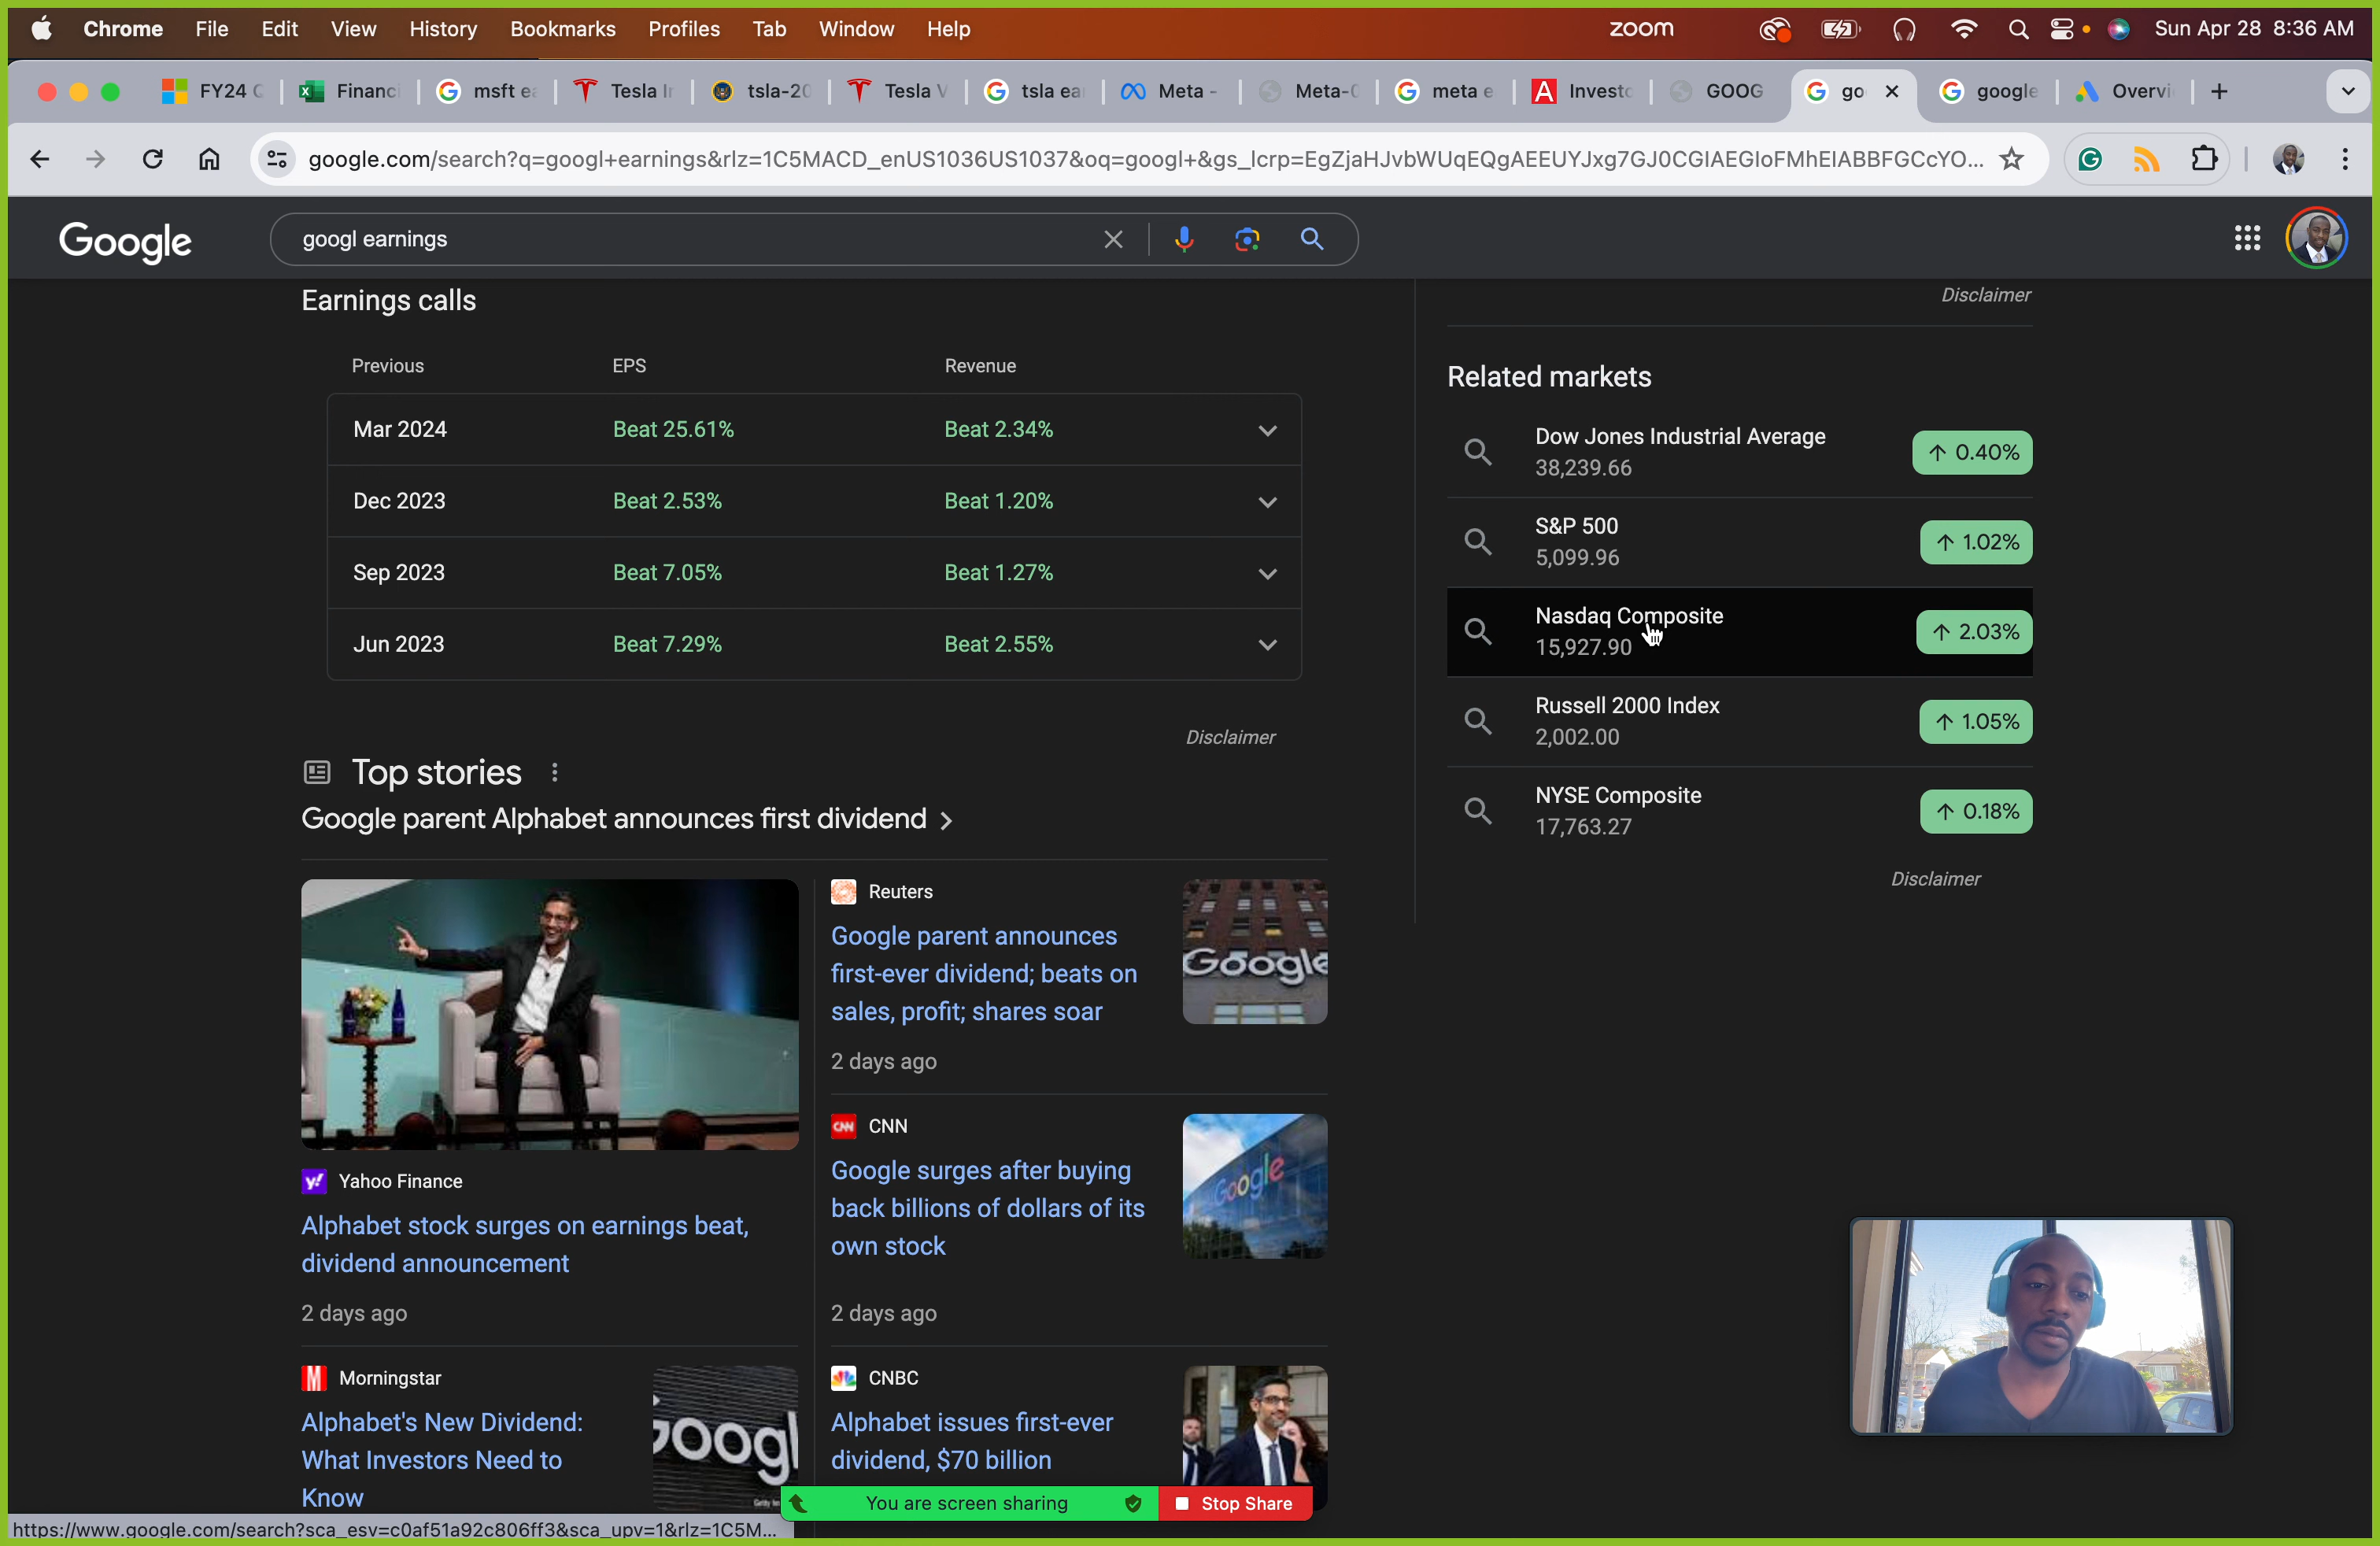 Chrome File Edit View History Bookmarks Profiles Tab Window Help zoom Sun Apr 28 8:36 AM
FY24 Financi msft ea Tesla In tsla-20 Tesla V tsla ea Meta - Meta- meta e Investo GOOG go google Overvi
google.com/search?q=googl+earnings&rlz=1C5MACD_enUS1036US1037&oq=googl+&gs_lcrp=EgZjaHJvbWUqEQgAEEUYJxg7GJ0CGIAEGIoFMhEIABBFGCcYO...
Google googl earnings
Earnings calls
Previous EPS Revenue
Mar 2024 Beat 25.61% Beat 2.34%
Dec 2023 Beat 2.53% Beat 1.20%
Sep 2023 Beat 7.05% Beat 1.27%
Jun 2023 Beat 7.29% Beat 2.55%
Disclaimer
Top stories
Google parent Alphabet announces first dividend
Yahoo Finance
Alphabet stock surges on earnings beat,
dividend announcement
2 days ago
Morningstar
Alphabet's New Dividend:
What Investors Need to
Know
Reuters
Google parent announces
first-ever dividend; beats on
sales, profit; shares soar
2 days ago
Google
CNN
CNN
Google surges after buying
back billions of dollars of its
own stock
2 days ago
Google
CNBC
Alphabet issues first-ever
dividend, $70 billion
Disclaimer
Related markets
Dow Jones Industrial Average
38,239.66
0.40%
S&P 500
5,099.96
1.02%
Nasdaq Composite
15,927.90
2.03%
Russell 2000 Index
2,002.00
1.05%
NYSE Composite
17,763.27
0.18%
Disclaimer
You are screen sharing Stop Share
https://www.google.com/search?sca_esv=c0af51a92c806ff3&sca_upv=1&rlz=1C5M...